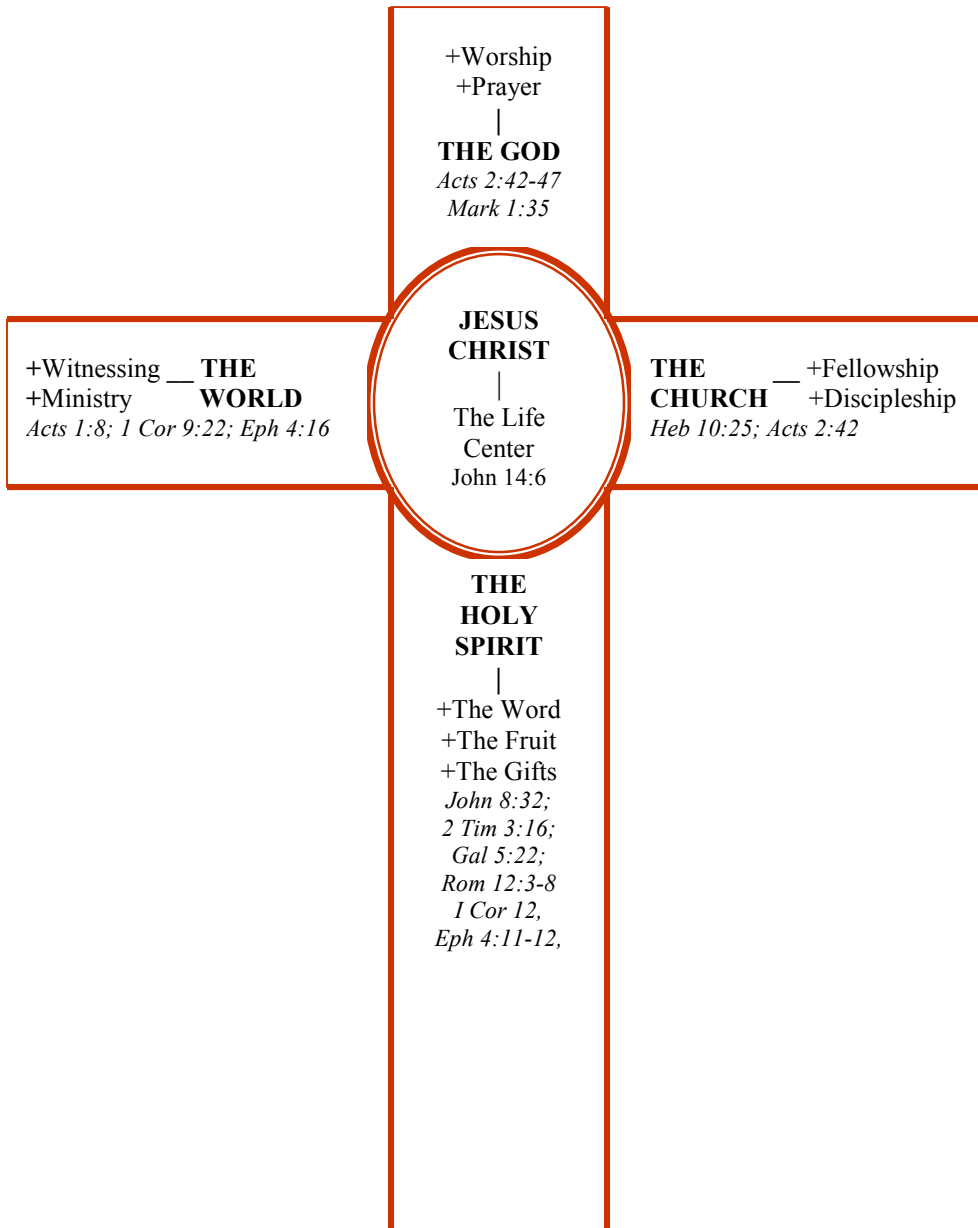 +Worship
+Prayer
|
THE GOD
Acts 2:42-47
Mark 1:35
+Witnessing __ THE
+Ministry WORLD
Acts 1:8; 1 Cor 9:22; Eph 4:16
JESUS
CHRIST
|
The Life
Center
John 14:6
THE __ +Fellowship
CHURCH +Discipleship
Heb 10:25; Acts 2:42
THE
HOLY
SPIRIT
|
+The Word
+The Fruit
+The Gifts
John 8:32;
2 Tim 3:16;
Gal 5:22;
Rom 12:3-8
I Cor 12,
Eph 4:11-12,